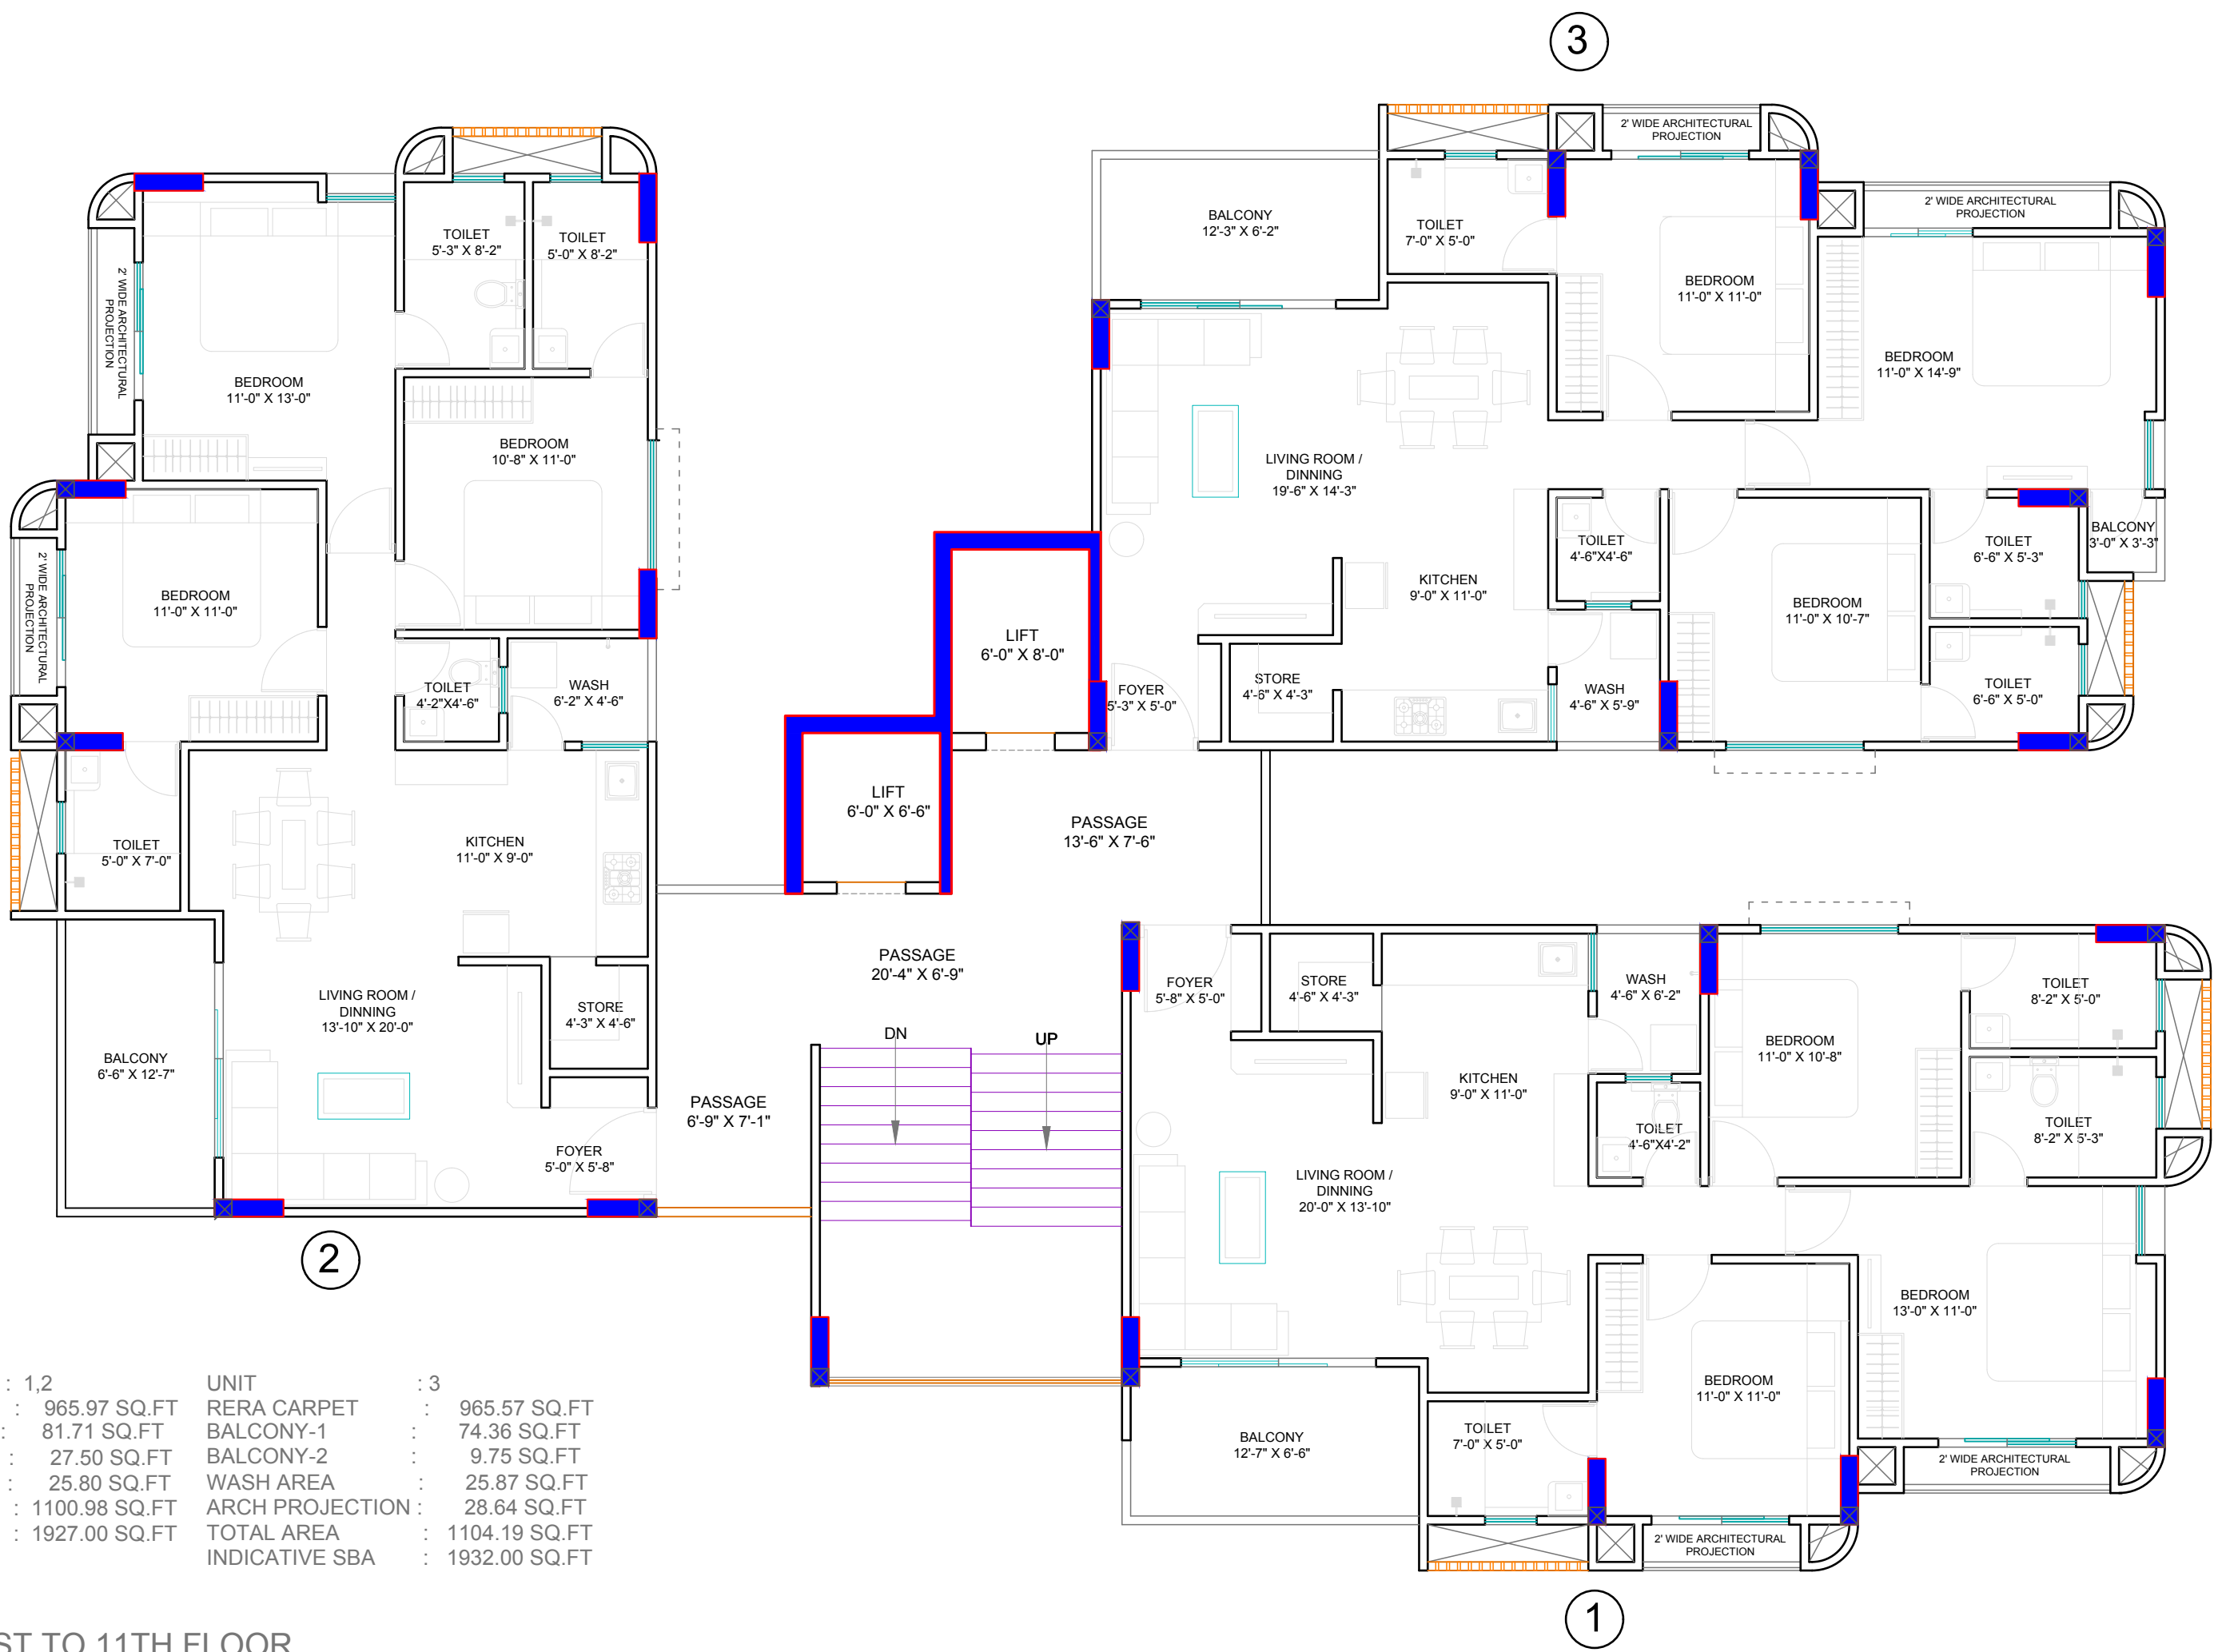 3
2' WIDE ARCHITECTURAL
PROJECTION
2' WIDE ARCHITECTURAL
PROJECTION
BALCONY
12'-3" X 6'-2"
TOILET
7'-0" X 5'-0"
BEDROOM
11'-0" X 11'-0"
BEDROOM
11'-0" X 14'-9"
LIVING ROOM /
DINNING
19'-6" X 14'-3"
KITCHEN
9'-0" X 11'-0"
TOILET
4'-6"X4'-6"
TOILET
6'-6" X 5'-3"
BALCONY
3'-0" X 3'-3"
BEDROOM
11'-0" X 10'-7"
TOILET
6'-6" X 5'-0"
WASH
4'-6" X 5'-9"
STORE
4'-6" X 4'-3"
FOYER
5'-3" X 5'-0"
LIFT
6'-0" X 8'-0"
LIFT
6'-0" X 6'-6"
PASSAGE
13'-6" X 7'-6"
PASSAGE
20'-4" X 6'-9"
PASSAGE
6'-9" X 7'-1"
DN
UP
TOILET
5'-3" X 8'-2"
TOILET
5'-0" X 8'-2"
2' WIDE ARCHITECTURAL
PROJECTION
BEDROOM
11'-0" X 13'-0"
BEDROOM
10'-8" X 11'-0"
2' WIDE ARCHITECTURAL
PROJECTION
BEDROOM
11'-0" X 11'-0"
TOILET
4'-2"X4'-6"
WASH
6'-2" X 4'-6"
TOILET
5'-0" X 7'-0"
KITCHEN
11'-0" X 9'-0"
LIVING ROOM /
DINNING
13'-10" X 20'-0"
STORE
4'-3" X 4'-6"
BALCONY
6'-6" X 12'-7"
FOYER
5'-0" X 5'-8"
2
FOYER
5'-8" X 5'-0"
STORE
4'-6" X 4'-3"
WASH
4'-6" X 6'-2"
TOILET
8'-2" X 5'-0"
BEDROOM
11'-0" X 10'-8"
KITCHEN
9'-0" X 11'-0"
TOILET
4'-6"X4'-2"
TOILET
8'-2" X 5'-3"
LIVING ROOM /
DINNING
20'-0" X 13'-10"
BEDROOM
13'-0" X 11'-0"
BEDROOM
11'-0" X 11'-0"
TOILET
7'-0" X 5'-0"
BALCONY
12'-7" X 6'-6"
2' WIDE ARCHITECTURAL
PROJECTION
2' WIDE ARCHITECTURAL
PROJECTION
1
: 1,2
: 965.97 SQ.FT
: 81.71 SQ.FT
: 27.50 SQ.FT
: 25.80 SQ.FT
: 1100.98 SQ.FT
: 1927.00 SQ.FT
UNIT : 3
RERA CARPET : 965.57 SQ.FT
BALCONY-1 : 74.36 SQ.FT
BALCONY-2 : 9.75 SQ.FT
WASH AREA : 25.87 SQ.FT
ARCH PROJECTION : 28.64 SQ.FT
TOTAL AREA : 1104.19 SQ.FT
INDICATIVE SBA : 1932.00 SQ.FT
ST TO 11TH FLOOR